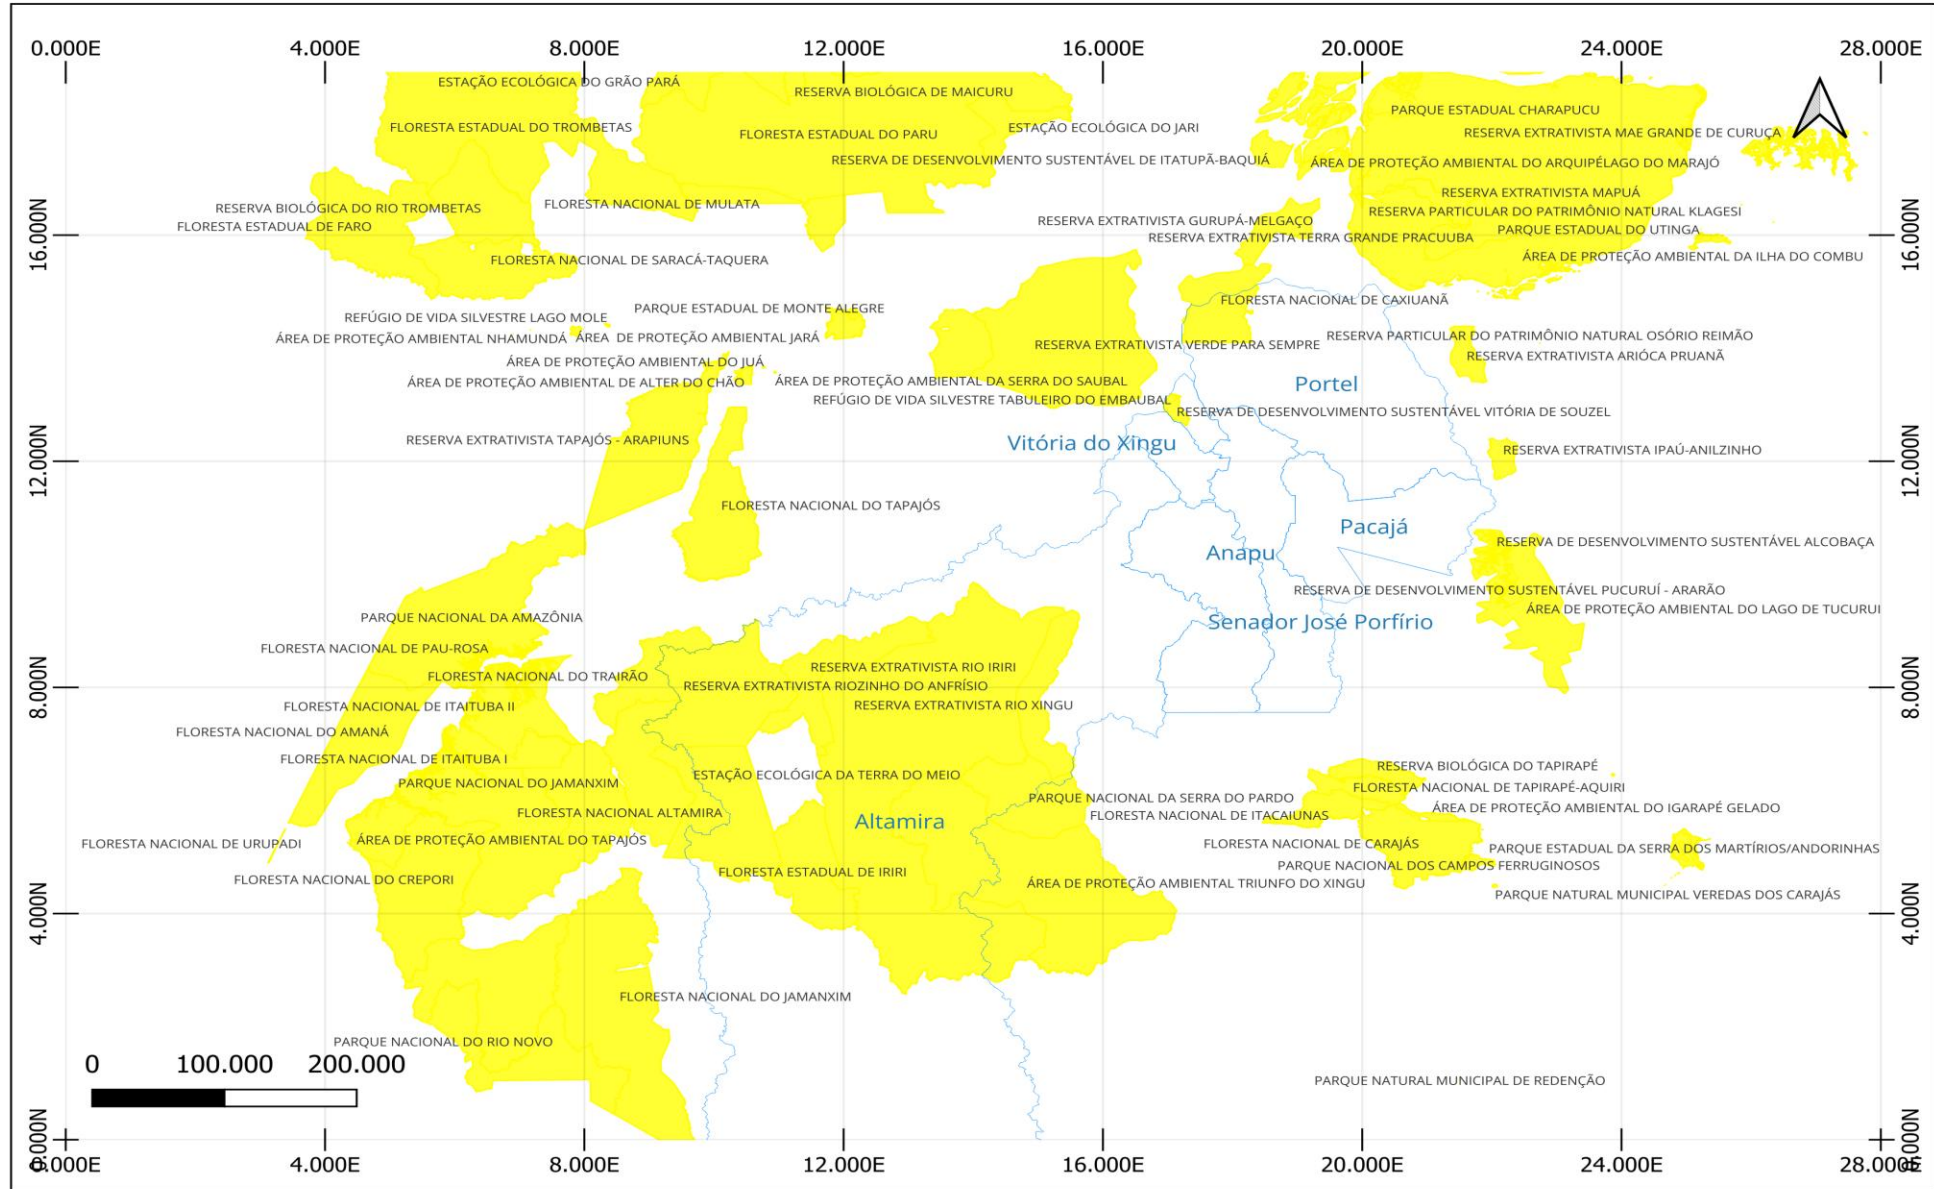 0.000E 4.000E 8.000E 12.000E 16.000E 20.000E 24.000E 28.000E
ESTAÇÃO ECOLÓGICA DO GRÃO PARÁ
RESERVA BIOLÓGICA DE MAICURU
PARQUE ESTADUAL CHARAPUCU
FLORESTA ESTADUAL DO TROMBETAS
FLORESTA ESTADUAL DO PARU
ESTAÇÃO ECOLÓGICA DO JARI
RESERVA EXTRATIVISTA MAE GRANDE DE CURUÇA
RESERVA DE DESENVOLVIMENTO SUSTENTÁVEL DE ITATUPÃ-BAQUIÁ
ÁREA DE PROTEÇÃO AMBIENTAL DO ARQUIPÉLAGO DO MARAJÓ
RESERVA EXTRATIVISTA MAPUÁ
RESERVA BIOLÓGICA DO RIO TROMBETAS
FLORESTA NACIONAL DE MULATA
RESERVA PARTICULAR DO PATRIMÔNIO NATURAL KLAGESI
FLORESTA ESTADUAL DE FARO
RESERVA EXTRATIVISTA GURUPÁ-MELGAÇO
PARQUE ESTADUAL DO UTINGA
16.000N
16.000N
RESERVA EXTRATIVISTA TERRA GRANDE PRACUUBA
FLORESTA NACIONAL DE SARACÁ-TAQUERA
ÁREA DE PROTEÇÃO AMBIENTAL DA ILHA DO COMBU
FLORESTA NACIONAL DE CAXIUANÃ
PARQUE ESTADUAL DE MONTE ALEGRE
REFÚGIO DE VIDA SILVESTRE LAGO MOLE
ÁREA DE PROTEÇÃO AMBIENTAL NHAMUNDÁ
ÁREA DE PROTEÇÃO AMBIENTAL JARÁ
RESERVA PARTICULAR DO PATRIMÔNIO NATURAL OSÓRIO REIMÃO
RESERVA EXTRATIVISTA VERDE PARA SEMPRE
RESERVA EXTRATIVISTA ARIÓCA PRUANÃ
ÁREA DE PROTEÇÃO AMBIENTAL DO JUÁ
ÁREA DE PROTEÇÃO AMBIENTAL DE ALTER DO CHÃO
ÁREA DE PROTEÇÃO AMBIENTAL DA SERRA DO SAUBAL
Portel
REFÚGIO DE VIDA SILVESTRE TABULEIRO DO EMBAUBAL
RESERVA DE DESENVOLVIMENTO SUSTENTÁVEL VITÓRIA DE SOUZEL
RESERVA EXTRATIVISTA TAPAJÓS - ARAPIUNS
Vitória do Xingu
RESERVA EXTRATIVISTA IPAÚ-ANILZINHO
12.000N
12.000N
FLORESTA NACIONAL DO TAPAJÓS
Pacajá
RESERVA DE DESENVOLVIMENTO SUSTENTÁVEL ALCOBAÇA
Anapu
RESERVA DE DESENVOLVIMENTO SUSTENTÁVEL PUCURUÍ - ARARÃO
ÁREA DE PROTEÇÃO AMBIENTAL DO LAGO DE TUCURUI
PARQUE NACIONAL DA AMAZÔNIA
Senador José Porfírio
FLORESTA NACIONAL DE PAU-ROSA
RESERVA EXTRATIVISTA RIO IRIRI
FLORESTA NACIONAL DO TRAIRÃO
RESERVA EXTRATIVISTA RIOZINHO DO ANFRÍSIO
8.000N
8.000N
FLORESTA NACIONAL DE ITAITUBA II
RESERVA EXTRATIVISTA RIO XINGU
FLORESTA NACIONAL DO AMANÁ
FLORESTA NACIONAL DE ITAITUBA I
RESERVA BIOLÓGICA DO TAPIRAPÉ
PARQUE NACIONAL DO JAMANXIM
ESTAÇÃO ECOLÓGICA DA TERRA DO MEIO
FLORESTA NACIONAL DE TAPIRAPÉ-AQUIRI
PARQUE NACIONAL DA SERRA DO PARDO
ÁREA DE PROTEÇÃO AMBIENTAL DO IGARAPÉ GELADO
FLORESTA NACIONAL ALTAMIRA
Altamira
FLORESTA NACIONAL DE ITACAIUNAS
FLORESTA NACIONAL DE URUPADI
ÁREA DE PROTEÇÃO AMBIENTAL DO TAPAJÓS
FLORESTA NACIONAL DE CARAJÁS
PARQUE ESTADUAL DA SERRA DOS MARTÍRIOS/ANDORINHAS
PARQUE NACIONAL DOS CAMPOS FERRUGINOSOS
FLORESTA NACIONAL DO CREPORI
FLORESTA ESTADUAL DE IRIRI
ÁREA DE PROTEÇÃO AMBIENTAL TRIUNFO DO XINGU
PARQUE NATURAL MUNICIPAL VEREDAS DOS CARAJÁS
4.000N
4.000N
FLORESTA NACIONAL DO JAMANXIM
PARQUE NACIONAL DO RIO NOVO
0 100.000 200.000
PARQUE NATURAL MUNICIPAL DE REDENÇÃO
0.000N
0.000N
0.000E 4.000E 8.000E 12.000E 16.000E 20.000E 24.000E 28.000E